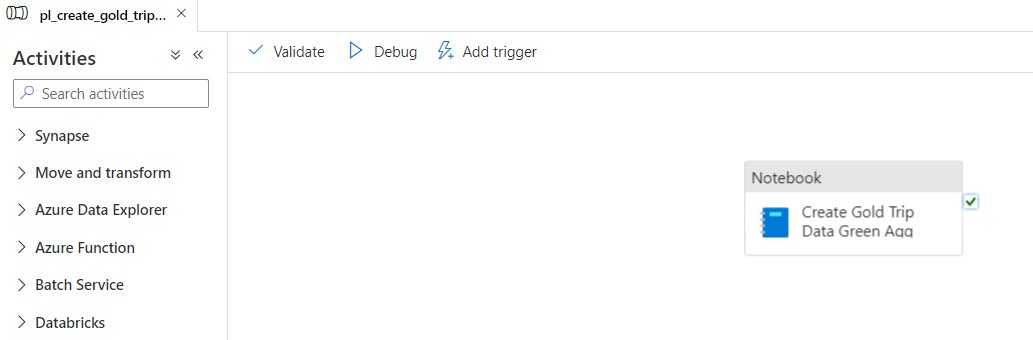 pl_create_gold_trip...
Activities
Search activities
Synapse
Move and transform
Azure Data Explorer
Azure Function
Batch Service
Databricks
Validate
Debug
Add trigger
Notebook
Create Gold Trip
Data Green Agg